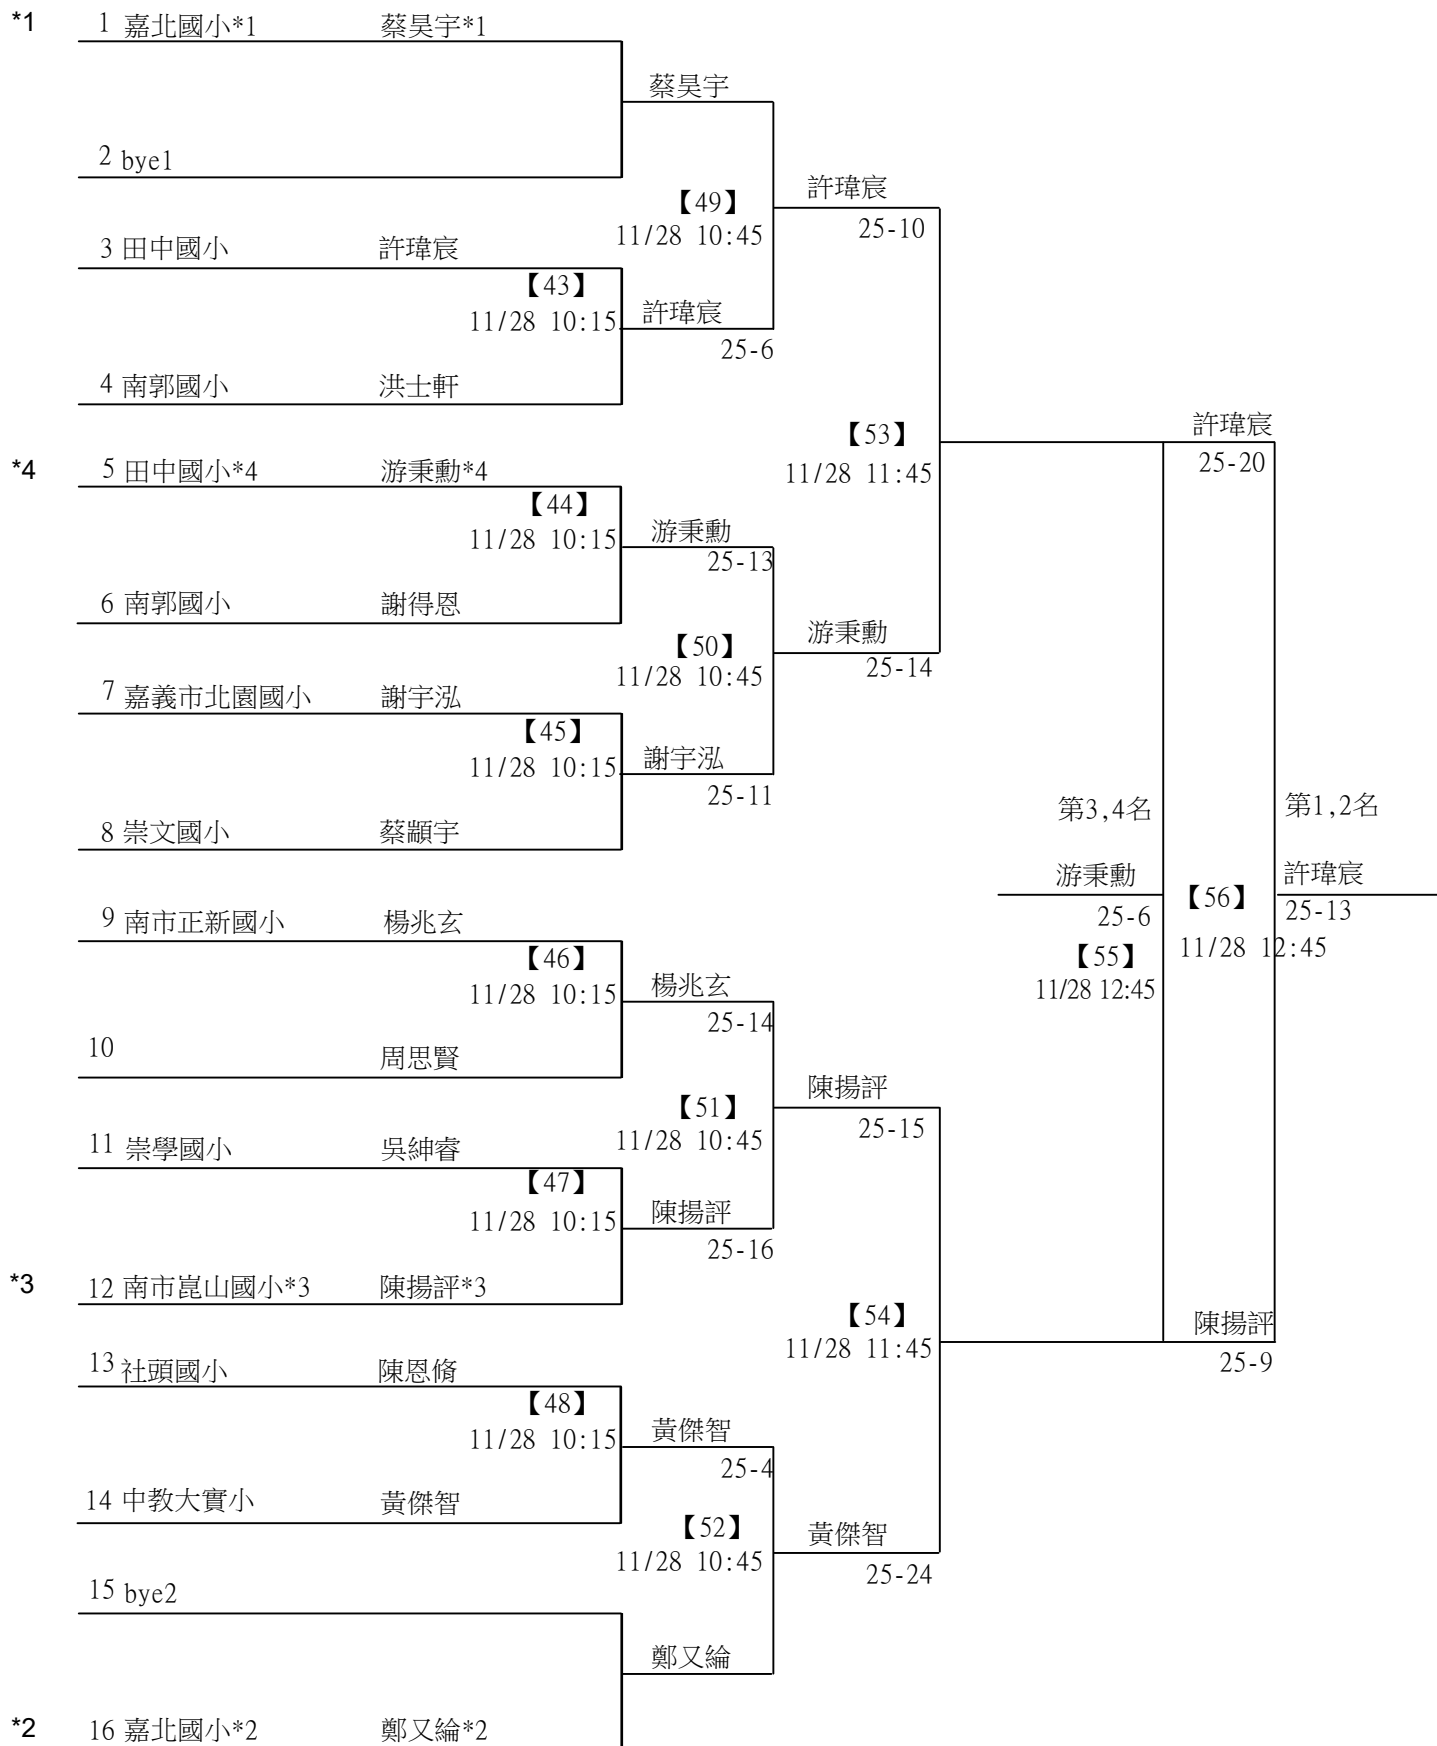 *1 1 嘉北國小*1 蔡昊宇*1
蔡昊宇
2 bye1
許瑋宸
【49】
25-10
11/28 10:45
3 田中國小 許瑋宸
【43】
11/28 10:15
許瑋宸
25-6
4 南郭國小 洪士軒
許瑋宸
【53】
25-20
*4 5 田中國小*4 游秉勳*4
11/28 11:45
【44】
11/28 10:15
游秉勳
25-13
6 南郭國小 謝得恩
游秉勳
【50】
25-14
11/28 10:45
7 嘉義市北園國小 謝宇泓
【45】
11/28 10:15
謝宇泓
25-11
第3,4名 第1,2名
8 崇文國小 蔡顓宇
游秉勳 許瑋宸
【56】
25-6 25-13
9 南市正新國小 楊兆玄
【46】
【55】
11/28 12:45
11/28 10:15
楊兆玄
11/28 12:45
25-14
10 周思賢
陳揚評
【51】
25-15
11/28 10:45
11 崇學國小 吳紳睿
【47】
11/28 10:15
陳揚評
25-16
*3 12 南市崑山國小*3 陳揚評*3
【54】
陳揚評
11/28 11:45
25-9
13 社頭國小 陳恩脩
【48】
11/28 10:15
黃傑智
25-4
14 中教大實小 黃傑智
【52】
黃傑智
11/28 10:45
25-24
15 bye2
鄭又綸
*2 16 嘉北國小*2 鄭又綸*2